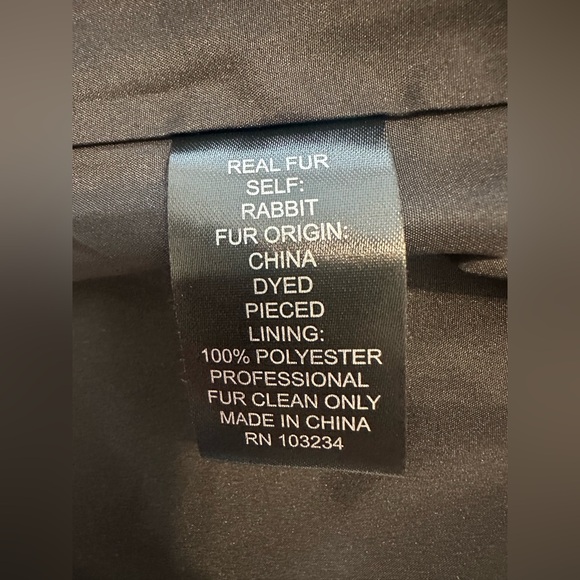 REAL FUR
SELF:
RABBIT
FUR ORIGIN:
CHINA
DYED
PIECED
LINING:
100% POLYESTER
PROFESSIONAL
FUR CLEAN ONLY
MADE IN CHINA
RN 103234